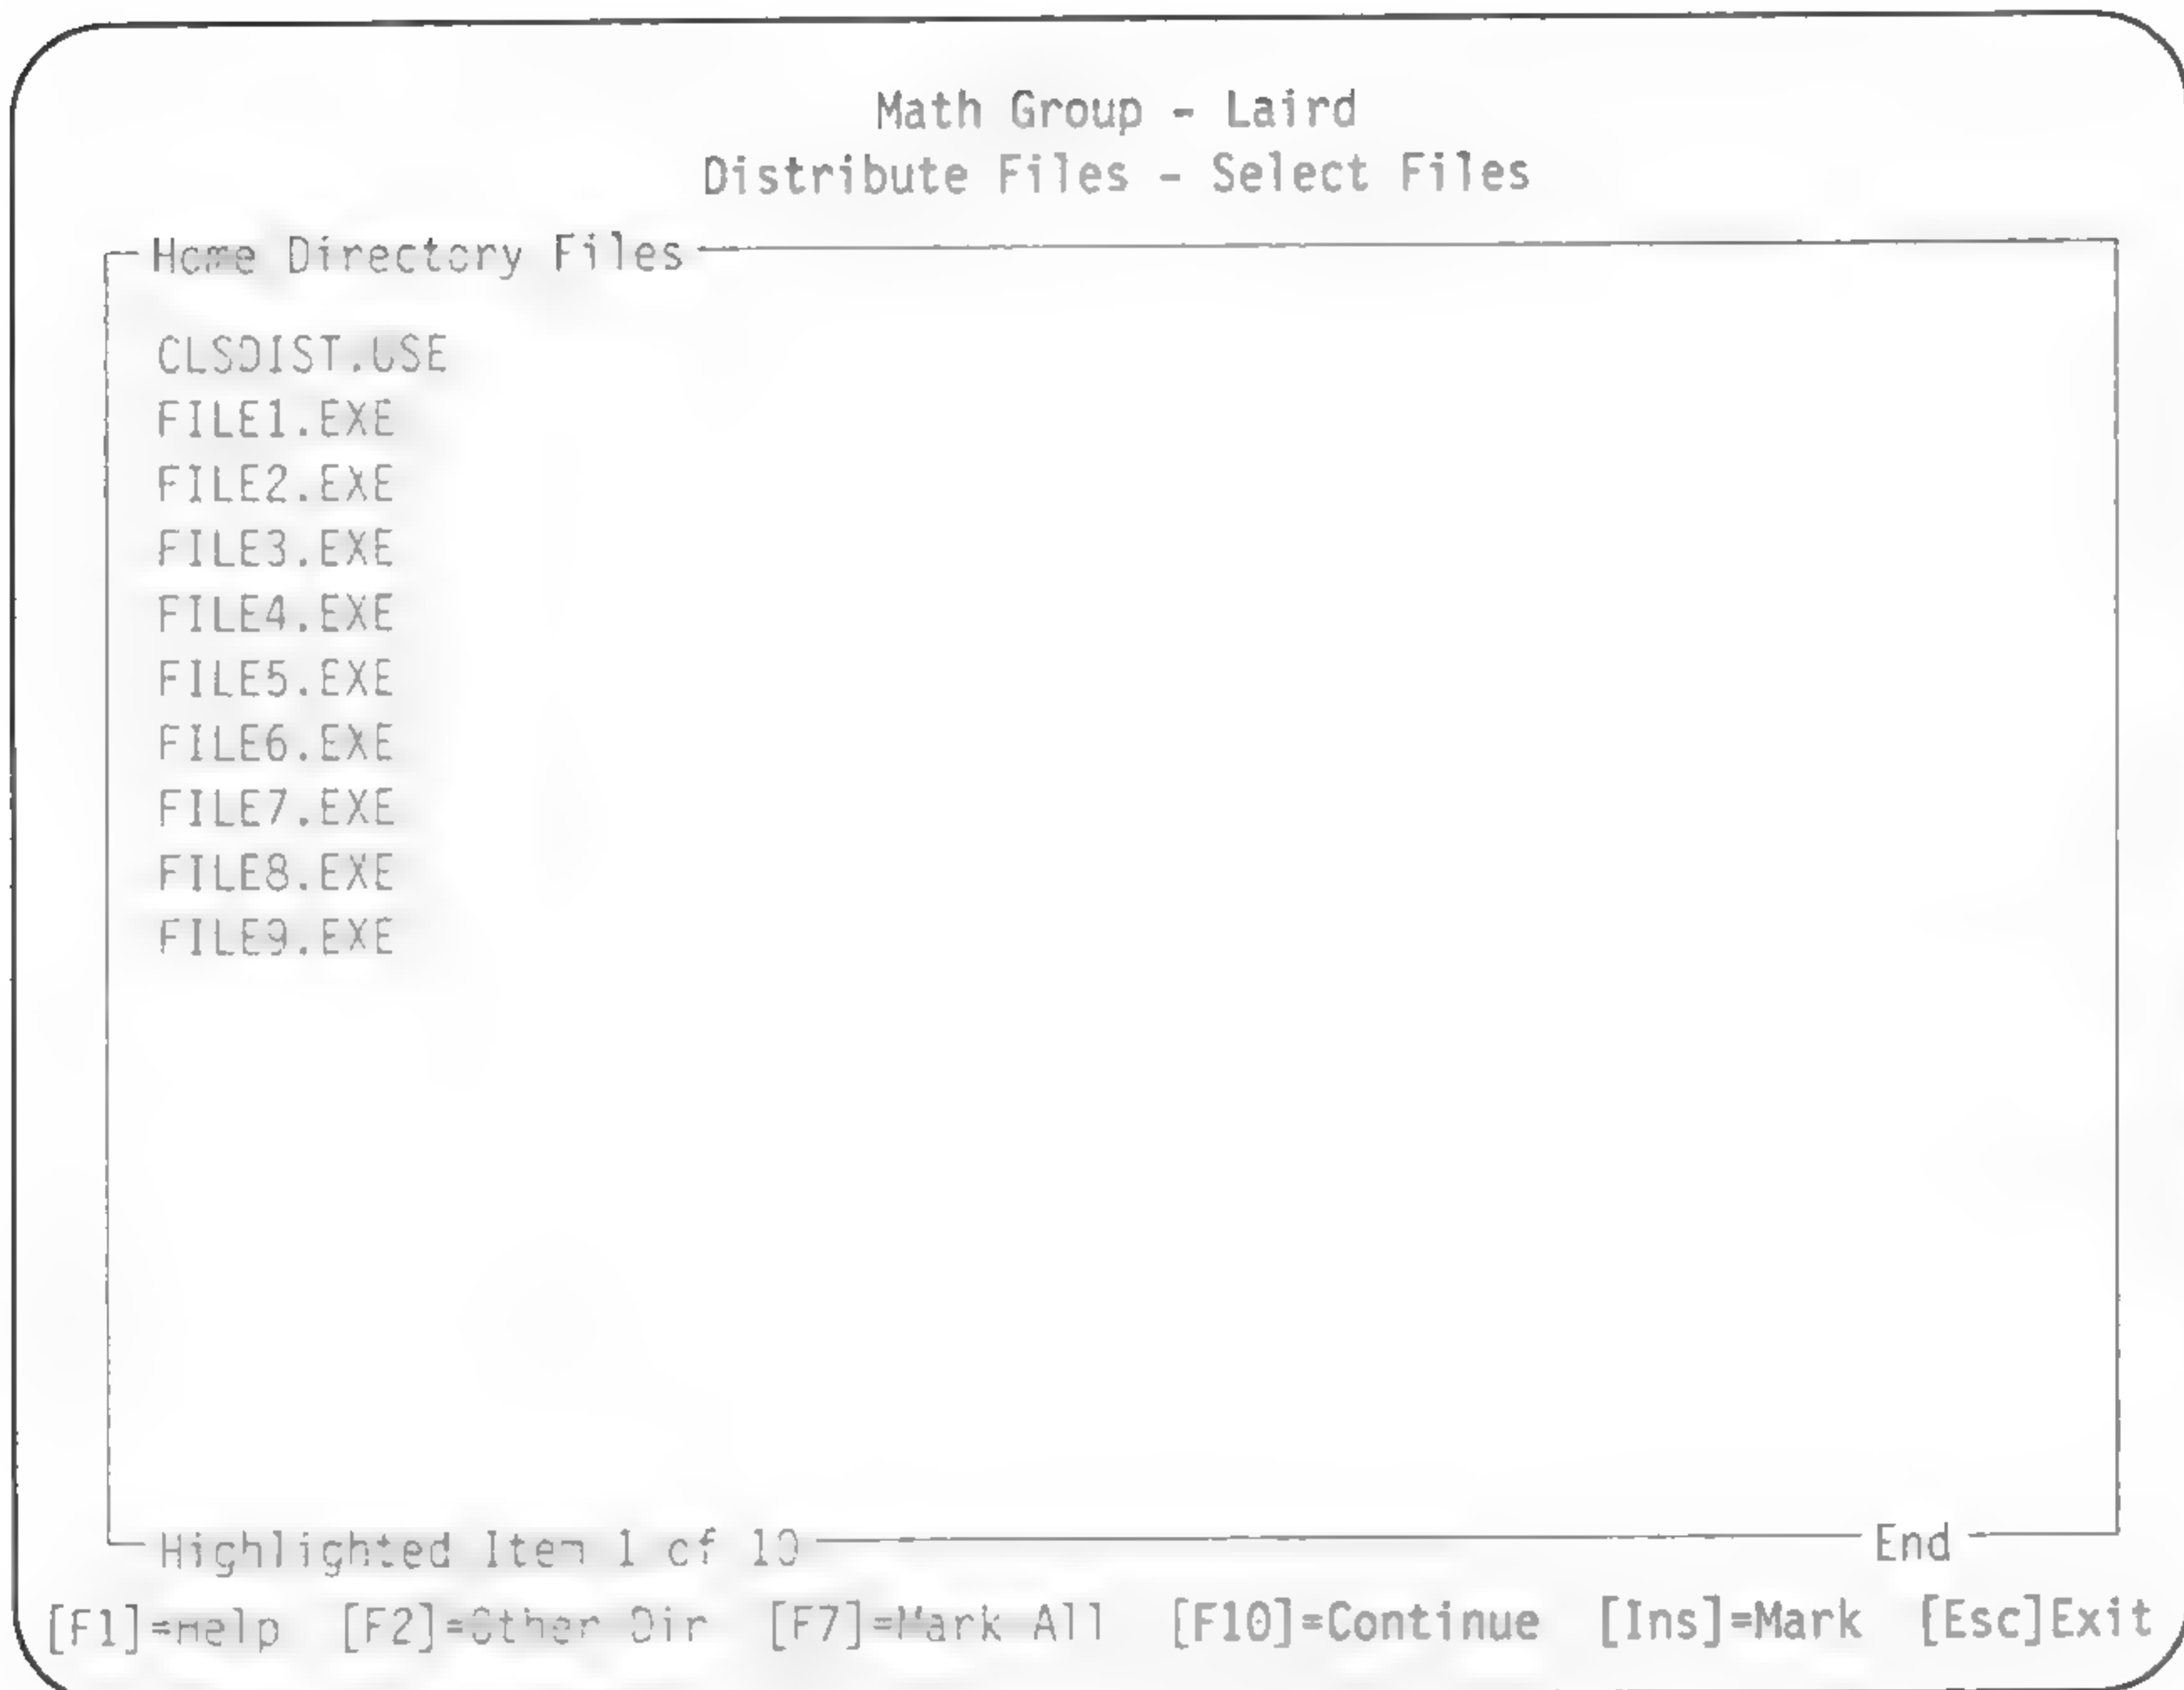 Math Group - Laird
Distribute Files - Select Files
Home Directory Files
CLSDIST.USE
FILE1.EXE
FILE2.EXE
FILE3.EXE
FILE4.EXE
FILE5.EXE
FILE6.EXE
FILE7.EXE
FILE8.EXE
FILE9.EXE
Highlighted Item 1 of 10 End
[F1]=Help [F2]=Other Dir [F7]=Mark All [F10]=Continue [Ins]=Mark [Esc]Exit